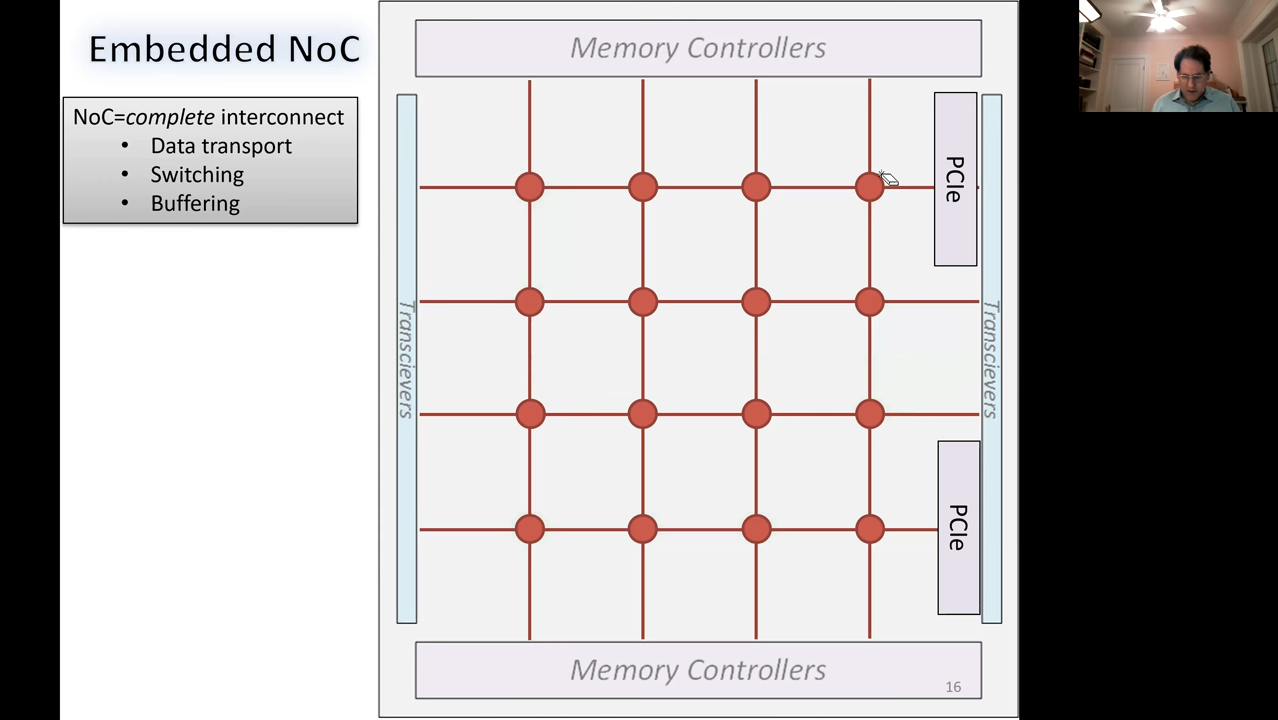 Embedded NoC
NoC=complete interconnect
• Data transport
• Switching
• Buffering
Memory Controllers
PCIe
Transcievers
Transcievers
PCIe
Memory Controllers
16